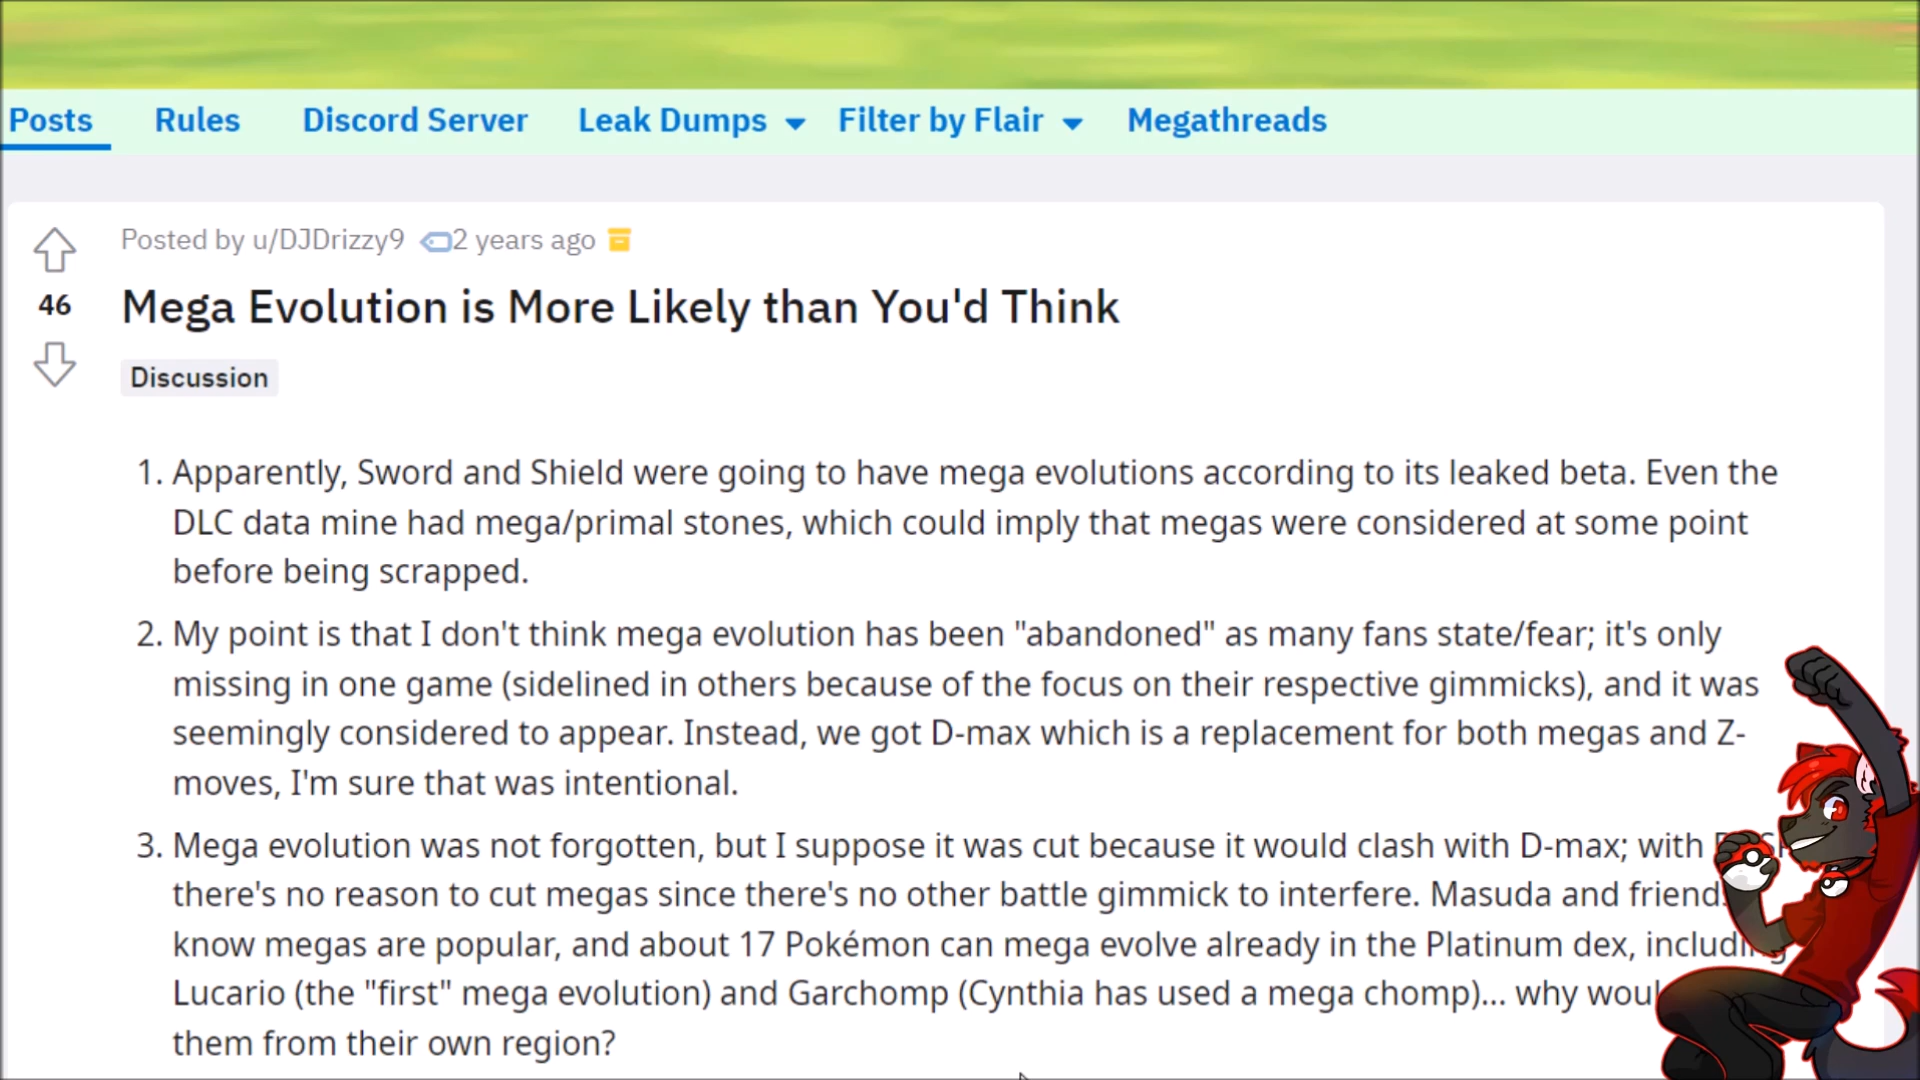 Posts Rules Discord Server Leak Dumps Filter by Flair Megathreads
Posted by u/DJDrizzy9 2 years ago
46
Mega Evolution is More Likely than You'd Think
Discussion
1. Apparently, Sword and Shield were going to have mega evolutions according to its leaked beta. Even the
DLC data mine had mega/primal stones, which could imply that megas were considered at some point
before being scrapped.
2. My point is that I don't think mega evolution has been "abandoned" as many fans state/fear; it's only
missing in one game (sidelined in others because of the focus on their respective gimmicks), and it was
seemingly considered to appear. Instead, we got D-max which is a replacement for both megas and Z-
moves, I'm sure that was intentional.
3. Mega evolution was not forgotten, but I suppose it was cut because it would clash with D-max; with
there's no reason to cut megas since there's no other battle gimmick to interfere. Masuda and friends
know megas are popular, and about 17 Pokémon can mega evolve already in the Platinum dex, including
Lucario (the "first" mega evolution) and Garchomp (Cynthia has used a mega chomp)... why
them from their own region?